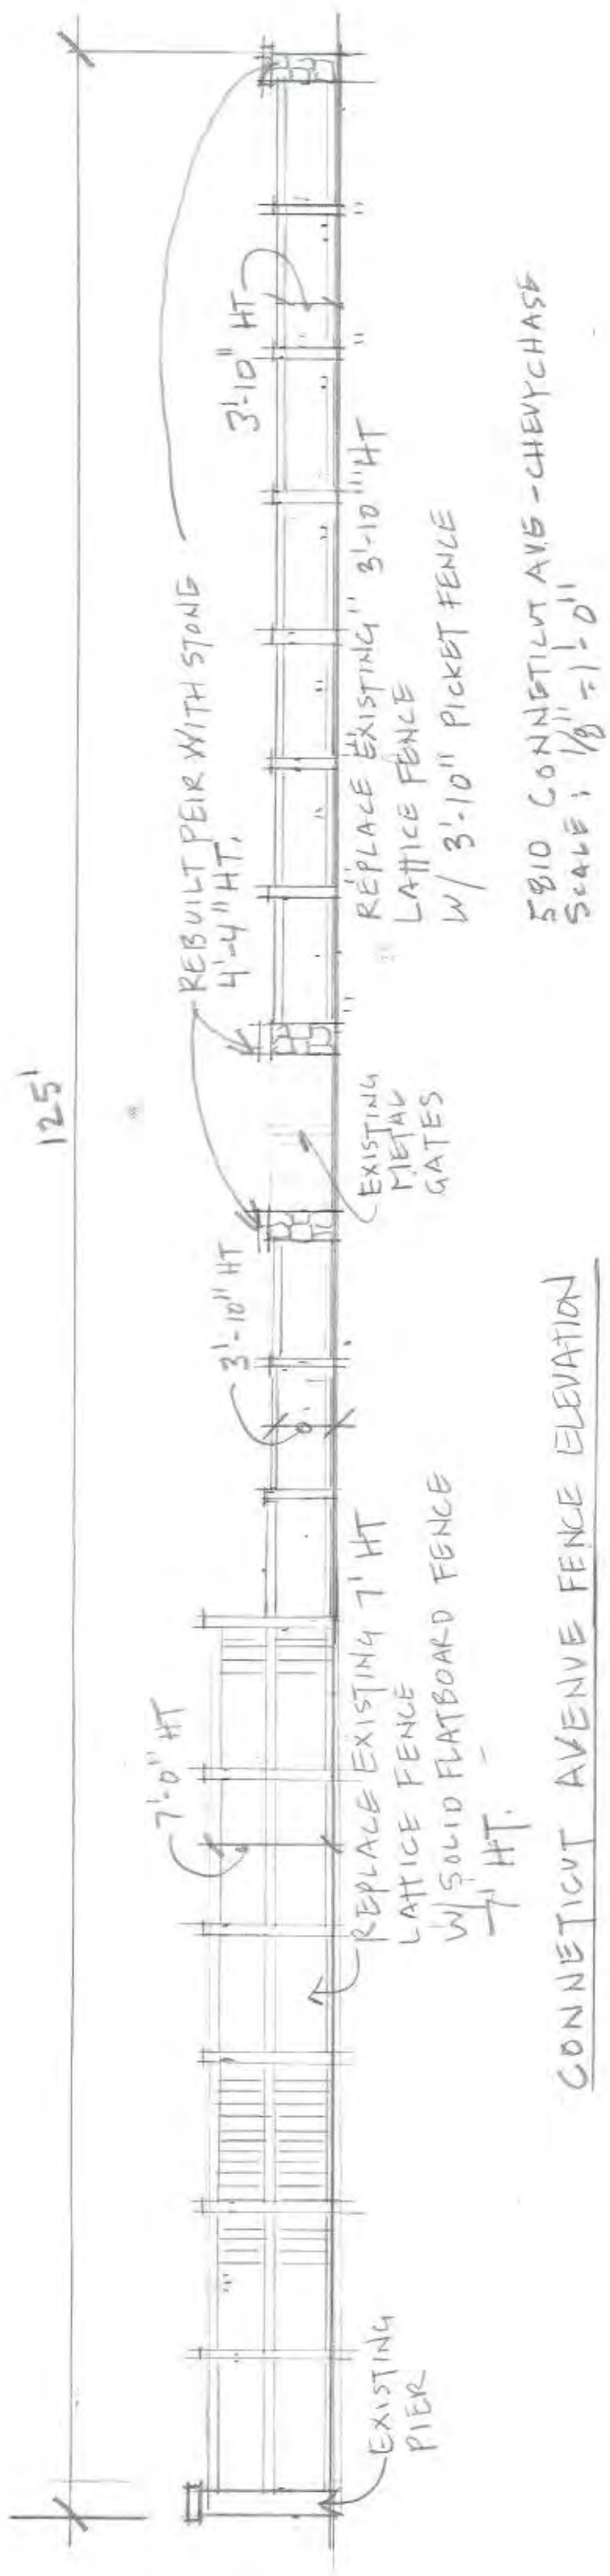 125'
REBUILT PEIR WITH STONE
4'-4" HT.
7'-0" HT
3'-10" HT
3'-10" HT
EXISTING
PIER
REPLACE EXISTING 7' HT
LATTICE FENCE
W/ SOLID FLATBOARD FENCE
7' HT.
EXISTING
METAL
GATES
REPLACE EXISTING 3'-10" HT
LATTICE FENCE
W/ 3'-10" PICKET FENCE
CONNETICUT AVENUE FENCE ELEVATION
5810 CONNETICUT AVE - CHEVYCHASE
SCALE : 1/8" = 1'-0"